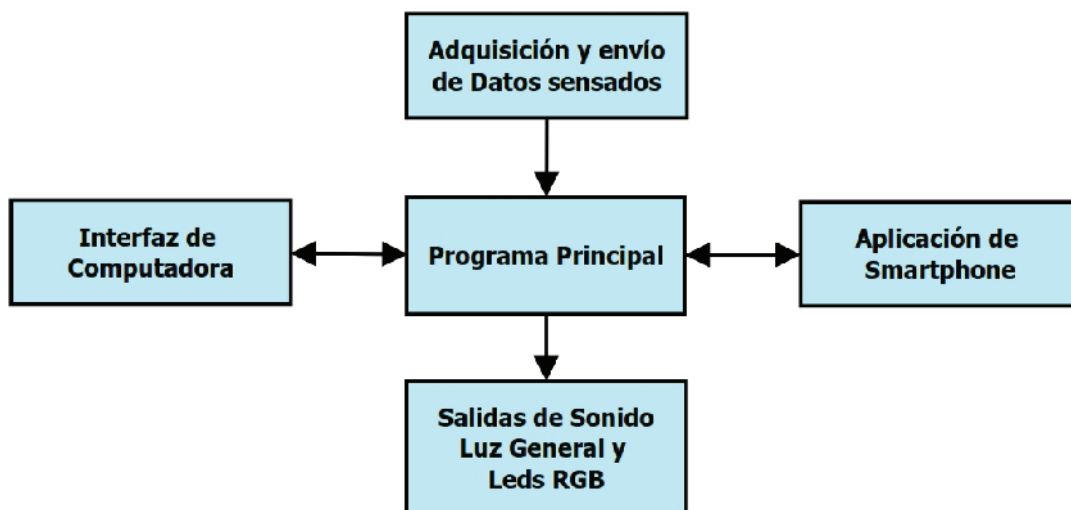 Adquisición y envío
de Datos sensados
Interfaz de
Computadora
Programa Principal
Aplicación de
Smartphone
Salidas de Sonido
Luz General y
Leds RGB